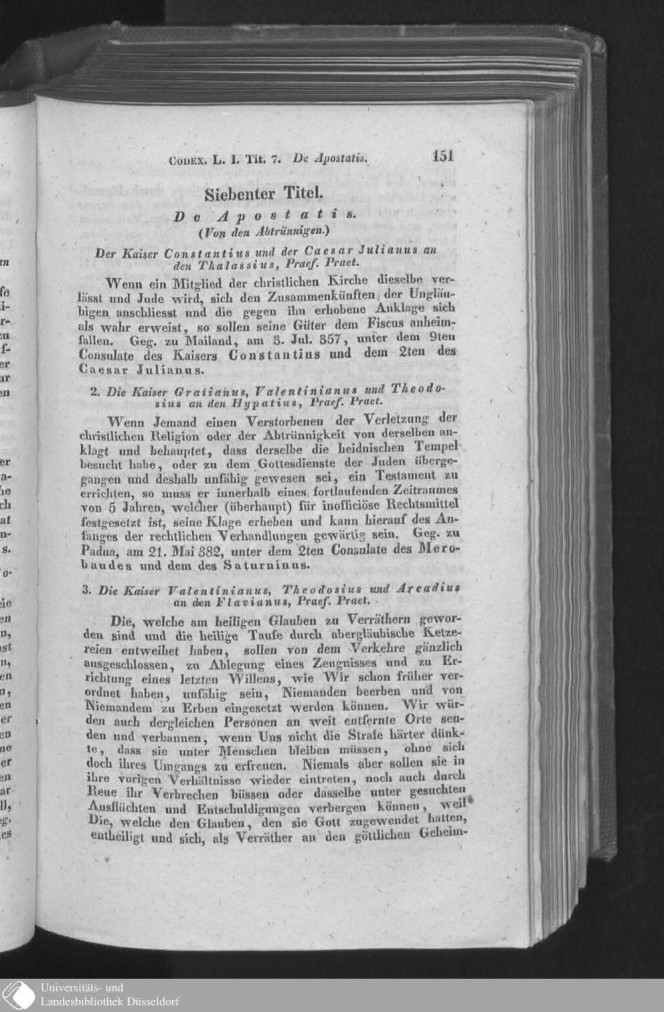 CODEX. L. I. Tit. 7. De Apostatis. 151
Siebenter Titel.
De Apostatis.
(Von den Abtrünnigen.)
Der Kaiser Constantius und der Caesar Julianus an
den Thalassius, Praef. Praet.
Wenn ein Mitglied der christlichen Kirche dieselbe ver-
lässt und Jude wird, sich den Zusammenkünften der Ungläu-
bigen anschliesst und die gegen ihn erhobene Anklage sich
als wahr erweist, so sollen seine Güter dem Fiscus anheim-
fallen. Geg. zu Mailand, am 3. Jul. 357, unter dem 9ten
Consulate des Kaisers Constantius und dem 2ten des
Caesar Julianus.
2. Die Kaiser Gratianus, Valentinianus und Theodo-
sius an den Hypatius, Praef. Praet.
Wenn Jemand einen Verstorbenen der Verletzung der
christlichen Religion oder der Abtrünnigkeit von derselben an-
klagt und behauptet, dass derselbe die heidnischen Tempel
besucht habe, oder zu dem Gottesdienste der Juden überge-
gangen und deshalb unfähig gewesen sei, ein Testament zu
errichten, so muss er innerhalb eines fortlaufenden Zeitraumes
von 5 Jahren, welcher (überhaupt) für inofficiöse Rechtsmittel
festgesetzt ist, seine Klage erheben und kann hierauf des An-
fanges der rechtlichen Verhandlungen gewärtig sein. Geg. zu
Padua, am 21. Mai 382, unter dem 2ten Consulate des Mero-
baudes und dem des Saturninus.
3. Die Kaiser Valentinianus, Theodosius und Arcadius
an den Flavianus, Praef. Praet.
Die, welche am heiligen Glauben zu Verräthern gewor-
den sind und die heilige Taufe durch abergläubische Ketze-
reien entweihet haben, sollen von dem Verkehre gänzlich
ausgeschlossen, zu Ablegung eines Zeugnisses und zu Er-
richtung eines letzten Willens, wie Wir schon früher ver-
ordnet haben, unfähig sein, Niemanden beerben und von
Niemandem zu Erben eingesetzt werden können. Wir wür-
den auch dergleichen Personen an weit entfernte Orte sen-
den und verbannen, wenn Uns nicht die Strafe härter dünk-
te, dass sie unter Menschen bleiben müssen, ohne sich
doch ihres Umgangs zu erfreuen. Niemals aber sollen sie in
ihre vorigen Verhältnisse wieder eintreten, noch auch durch
Reue ihr Verbrechen büssen oder dasselbe unter gesuchten
Ausflüchten und Entschuldigungen verbergen können, weil
Die, welche den Glauben, den sie Gott zugewendet hatten,
entheiligt und sich, als Verräther an den göttlichen Geheim-
Universitäts- und
Landesbibliothek Düsseldorf